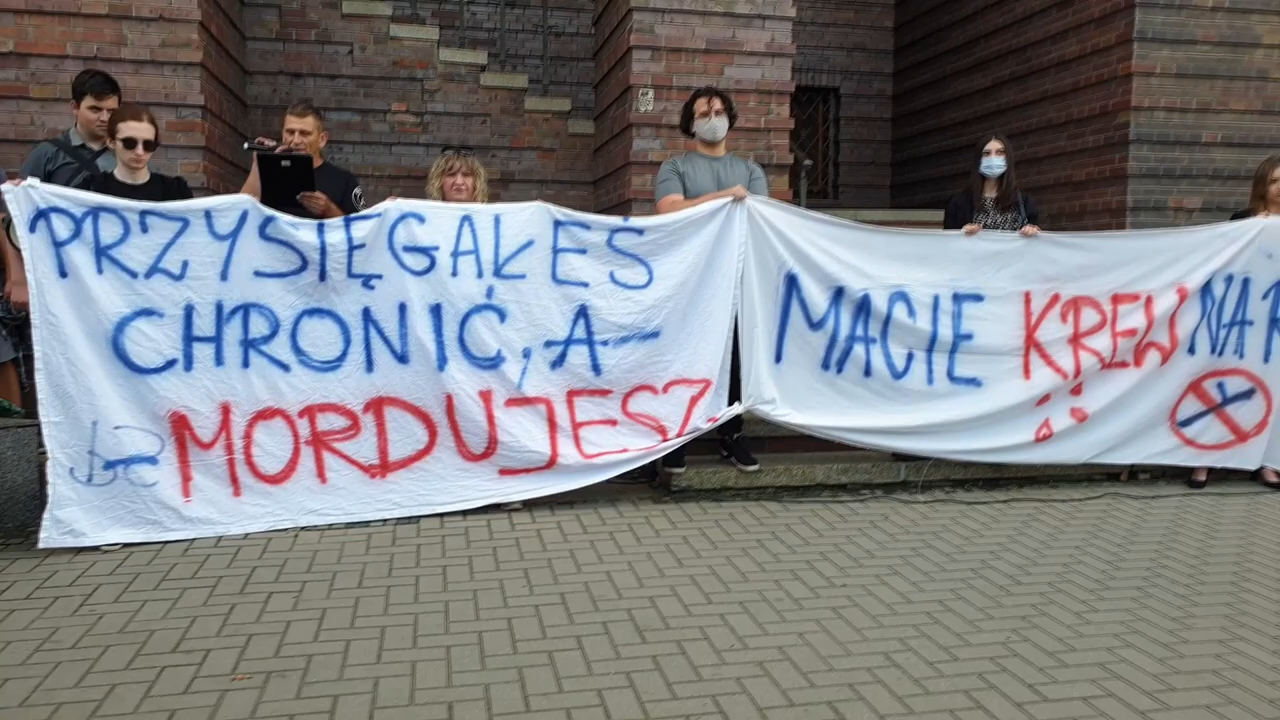 PRZYSIĘGAŁEŚ
CHRONIĆ, A -
MORDUJESZ
MACIE KREW NA